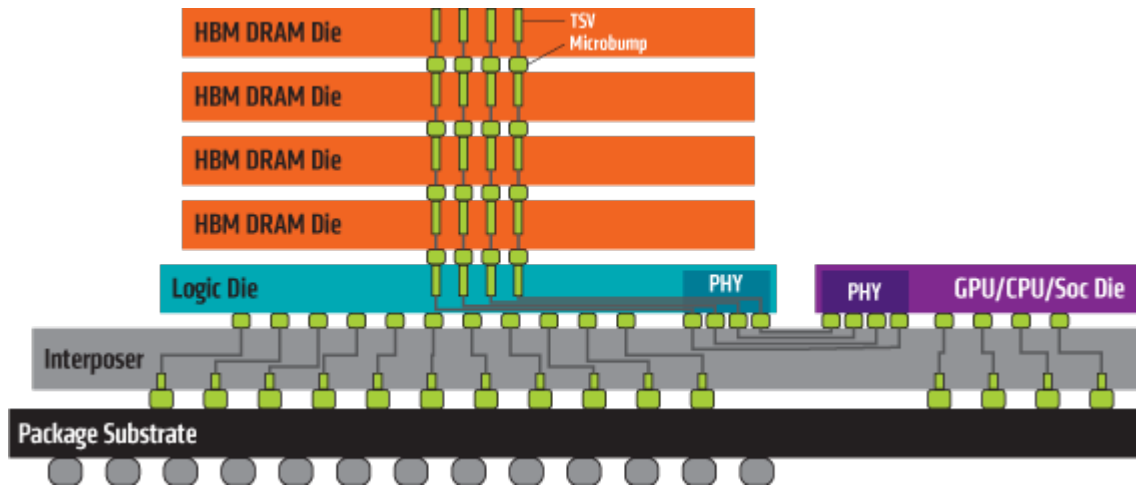 HBM DRAM Die
TSV
Microbump
HBM DRAM Die
HBM DRAM Die
HBM DRAM Die
Logic Die
PHY
PHY
GPU/CPU/Soc Die
Interposer
Package Substrate